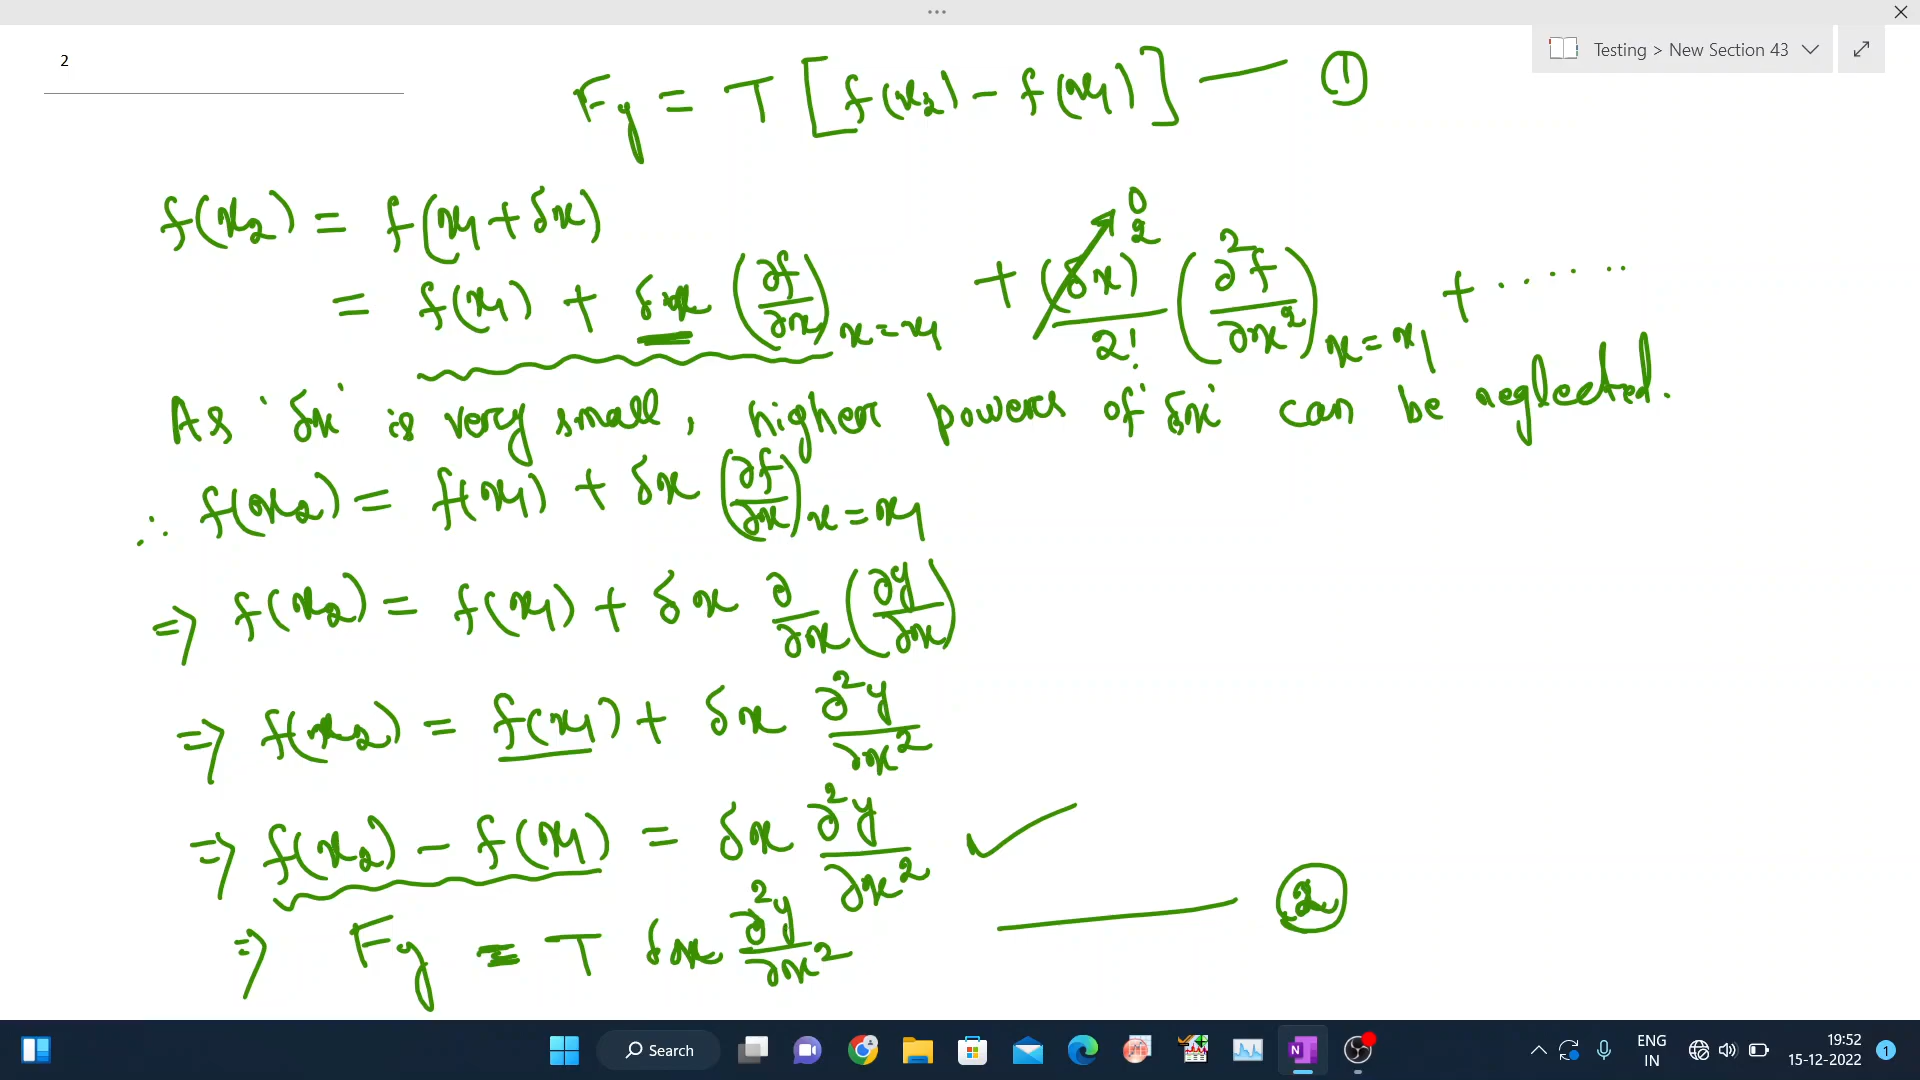 Testing > New Section 43
2
Fy = T [f(x₂) - f(x₁)] — ①
f(x₂) = f(x₁ + δx)
= f(x₁) + δx (∂f/∂x)ₓ₌ₓ₁ + (δx)²/2! (∂²f/∂x²)ₓ₌ₓ₁ + ......
0
As 'δx' is very small, higher powers of 'δx' can be neglected.
∴ f(x₂) = f(x₁) + δx (∂f/∂x)ₓ₌ₓ₁
⇒ f(x₂) = f(x₁) + δx ∂/∂x (∂y/∂x)
⇒ f(x₂) = f(x₁) + δx ∂²y/∂x²
⇒ f(x₂) - f(x₁) = δx ∂²y/∂x² ✓
⇒ Fy = T δx ∂²y/∂x² — ②
Search
ENG
IN
19:52
15-12-2022
1